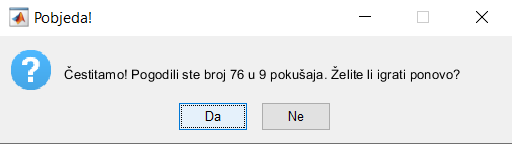 Pobjeda!
Čestitamo! Pogodili ste broj 76 u 9 pokušaja. Želite li igrati ponovo?
Da
Ne